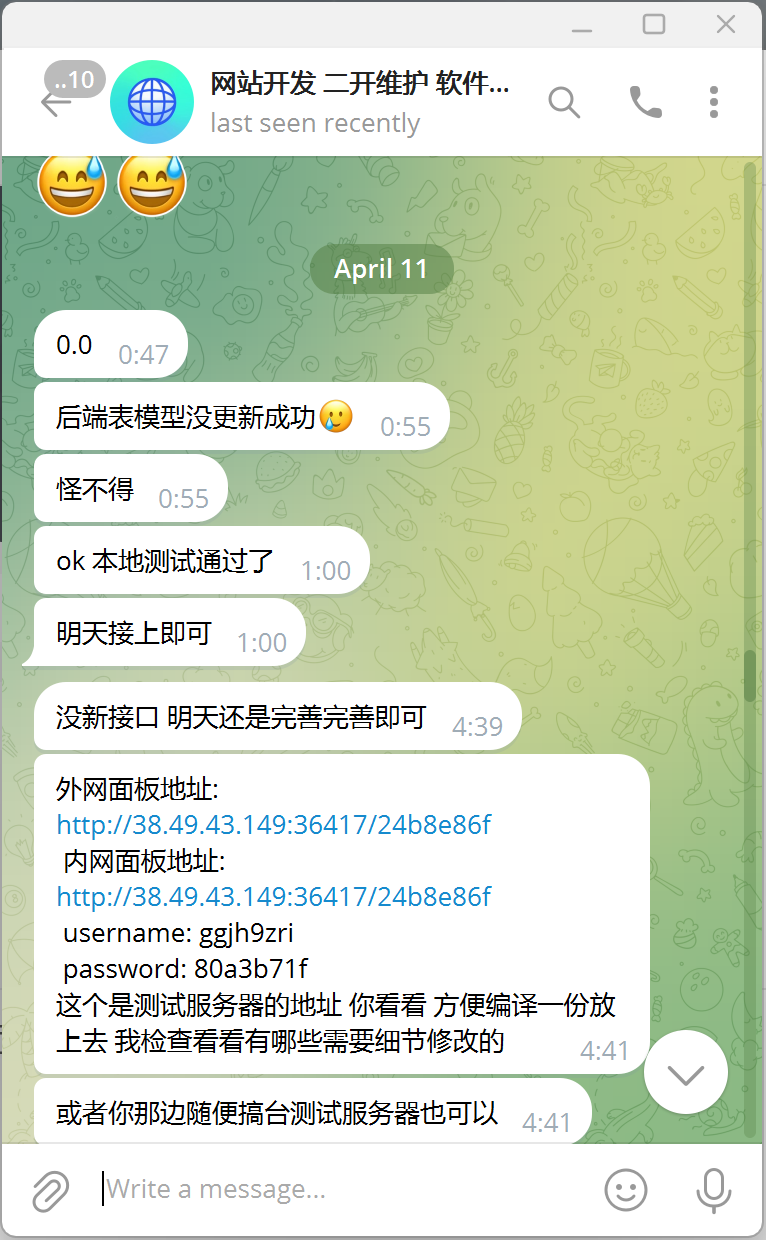 ..10
网站开发 二开维护 软件...
last seen recently
April 11
0.0 0:47
后端表模型没更新成功🥲 0:55
怪不得 0:55
ok 本地测试通过了 1:00
明天接上即可 1:00
没新接口 明天还是完善完善即可 4:39
外网面板地址:
http://38.49.43.149:36417/24b8e86f
内网面板地址:
http://38.49.43.149:36417/24b8e86f
username: ggjh9zri
password: 80a3b71f
这个是测试服务器的地址 你看看 方便编译一份放
上去 我检查看看有哪些需要细节修改的 4:41
或者你那边随便搞台测试服务器也可以 4:41
Write a message...